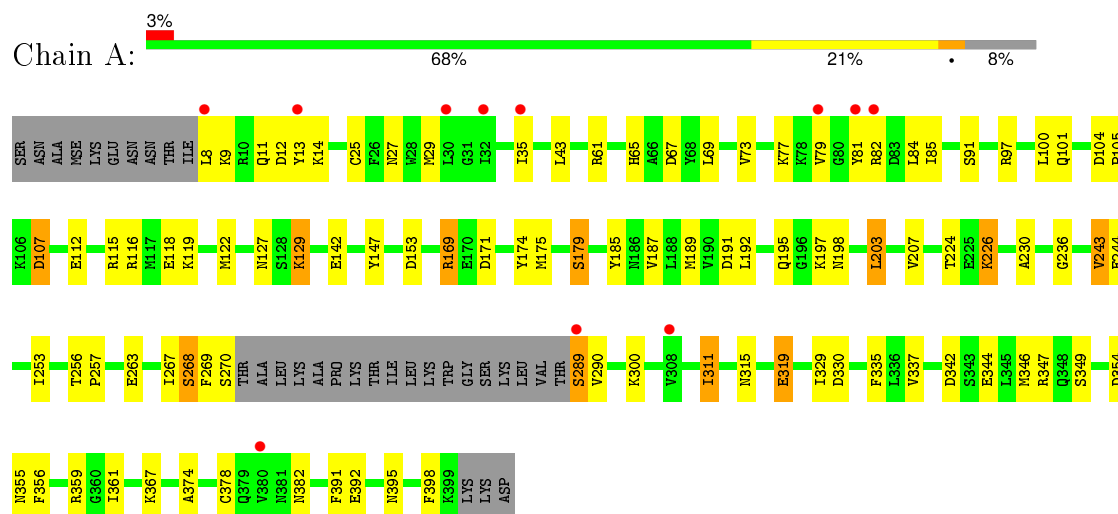 3%
Chain A:
68% 21% • 8%
SER ASN ALA MSE LYS GLU ASN ASN THR ILE L8 K9 R10 Q11 D12 Y13 K14 C25 F26 N27 W28 M29 L30 G31 I32 I35 L43 R61 H65 A66 D67 Y68 L69 V73 K77 K78 V79 G80 Y81 R82 D83 L84 I85 S91 R97 L100 Q101 D104 P105
K106 D107 E112 R115 R116 M117 E118 K119 M122 N127 S128 K129 E142 Y147 D153 R169 E170 D171 Y174 M175 S179 Y185 N186 V187 L188 M189 V190 D191 L192 Q195 G196 K197 N198 L203 V207 T224 E225 K226 A230 G236 V243 E244
I253 T256 P257 E263 I267 S268 F269 S270 THR ALA LEU LYS ALA PRO LYS THR ILE LEU LYS TRP GLY SER LYS LEU VAL THR S289 V290 K300 V308 I311 N315 E319 I329 D330 F335 L336 V337 D342 S343 E344 L345 M346 R347 Q348 S349 D354
N355 F356 R359 G360 I361 K367 A374 C378 Q379 V380 N381 N382 F391 E392 N395 F398 K399 LYS LYS ASP